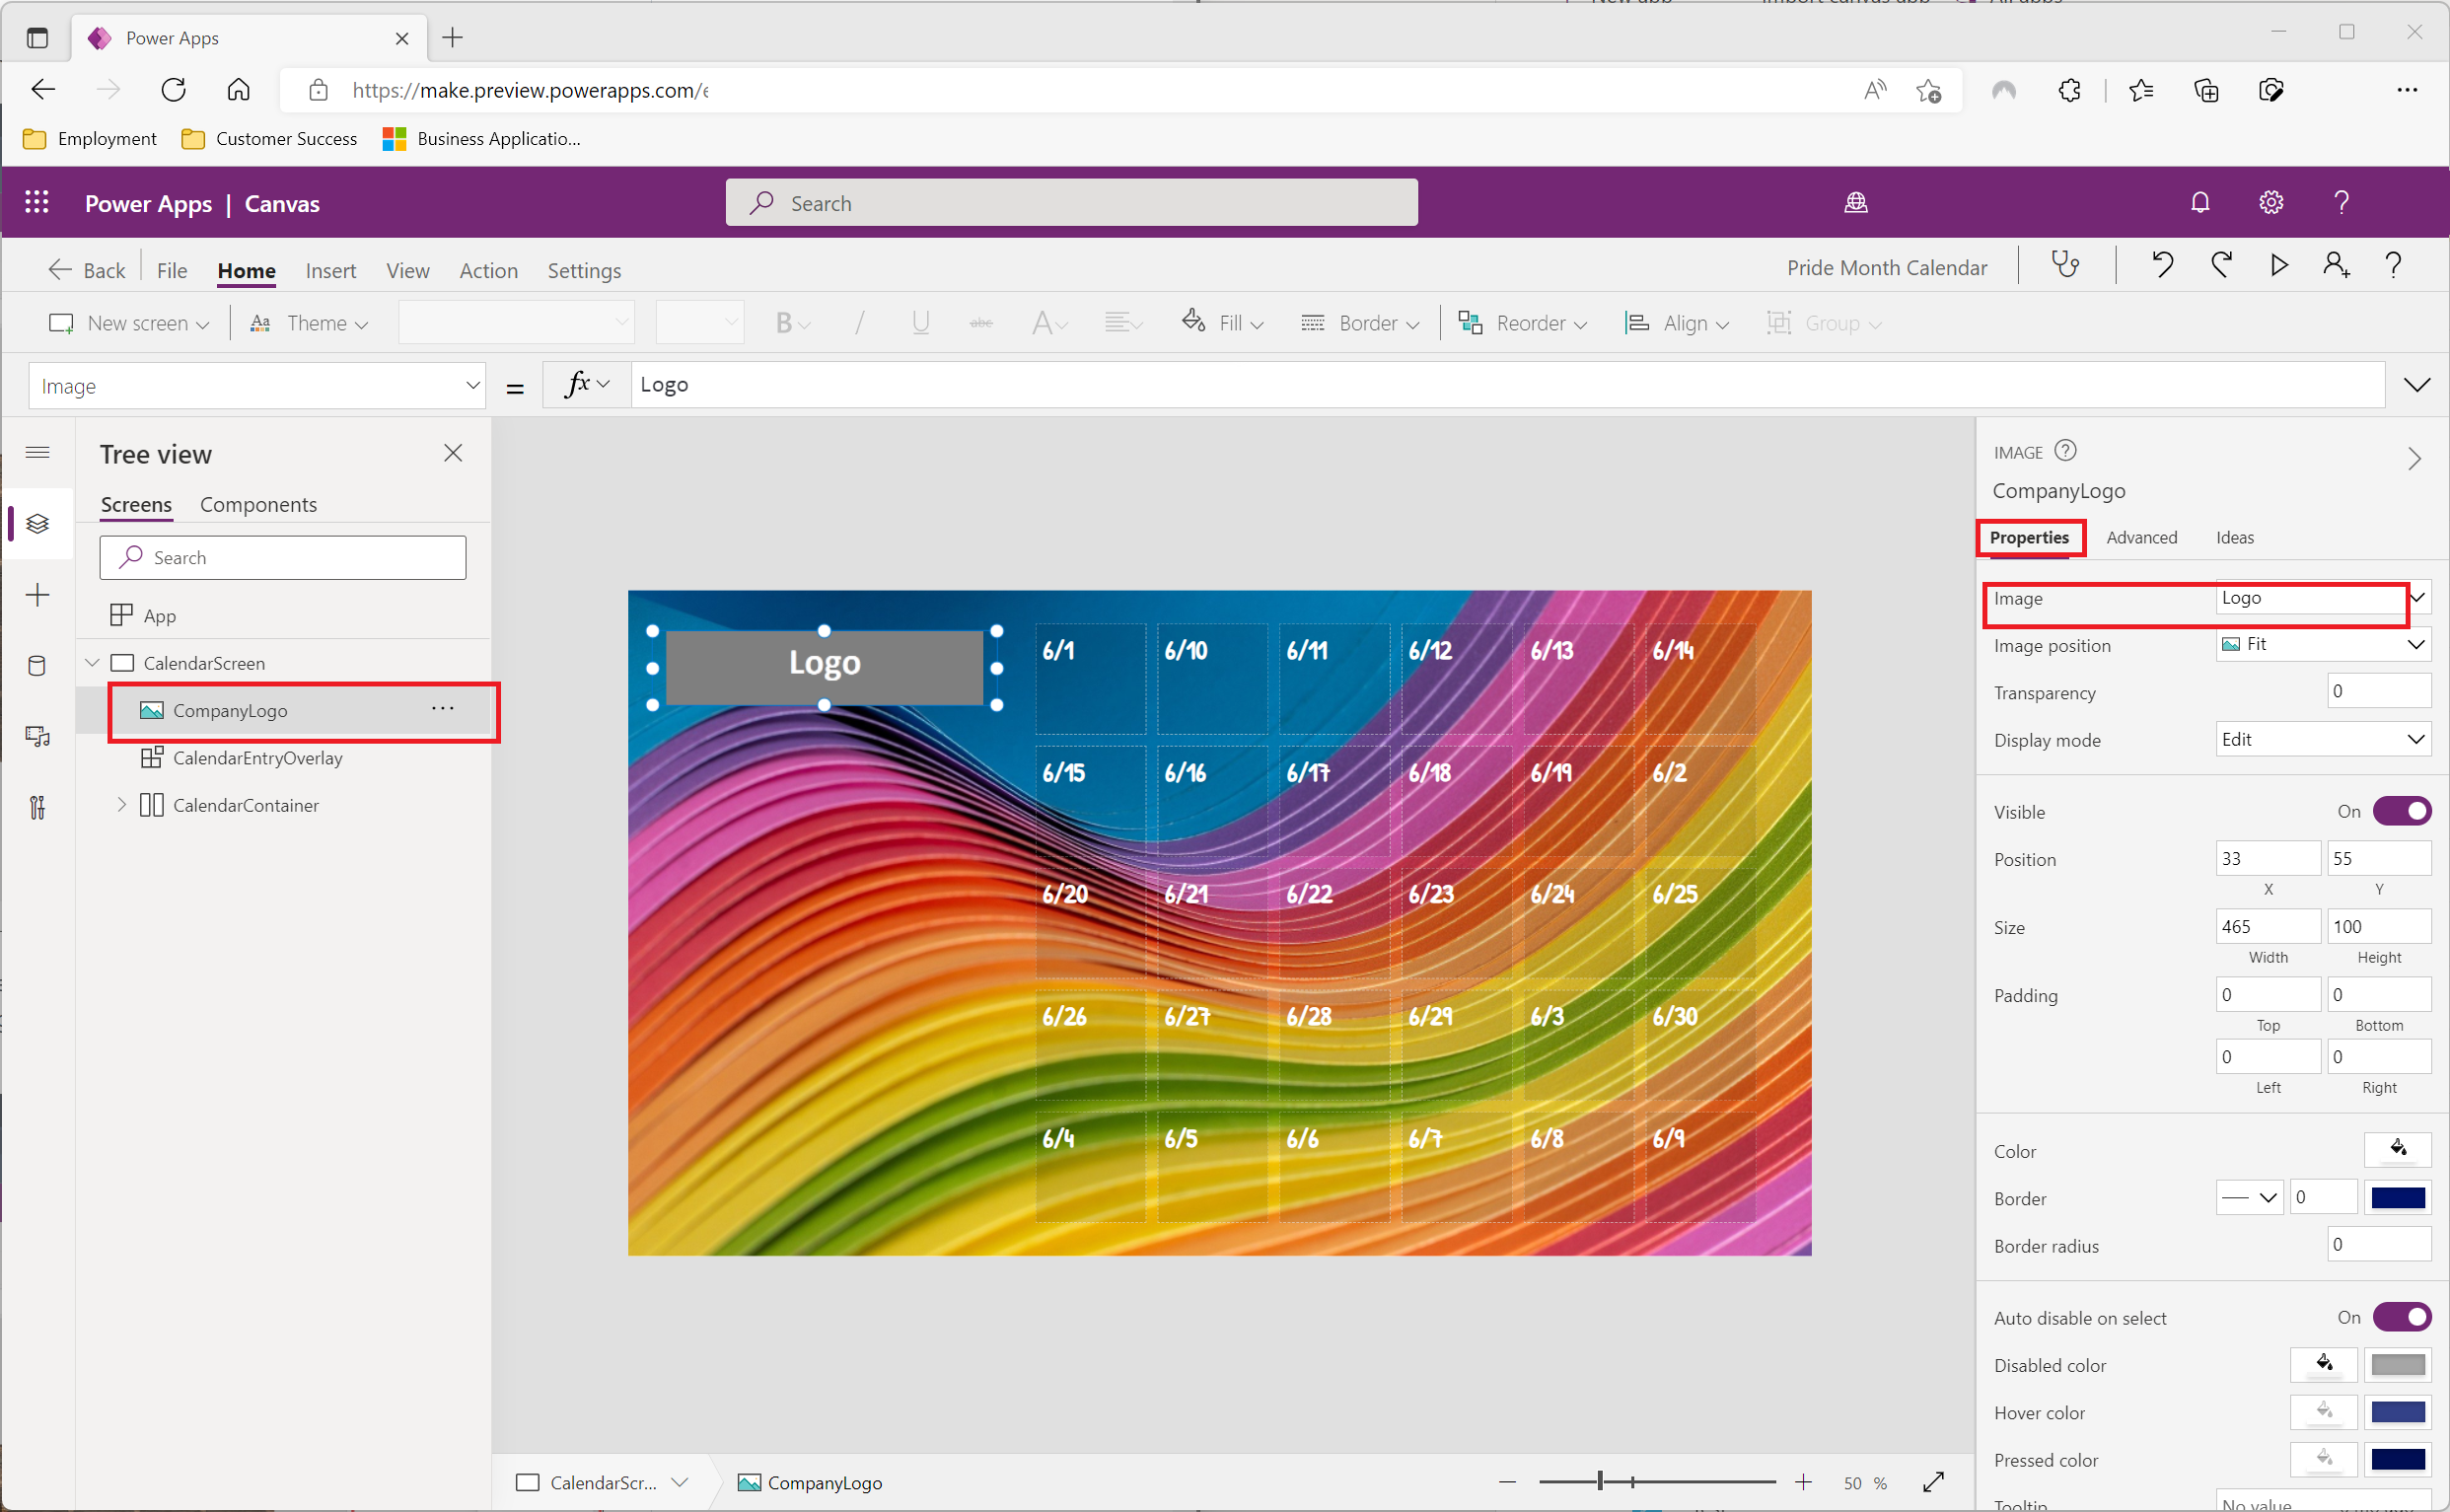 Power Apps
https://make.preview.powerapps.com/e
Employment
Customer Success
Business Applicatio...
Power Apps | Canvas
Search
Back
File
Home
Insert
View
Action
Settings
Pride Month Calendar
New screen
Theme
B
/
U
abc
A
Fill
Border
Reorder
Align
Group
Image
=
fx
Logo
Tree view
Screens
Components
Search
App
CalendarScreen
CompanyLogo
...
CalendarEntryOverlay
CalendarContainer
Logo
6/1
6/10
6/11
6/12
6/13
6/14
6/15
6/16
6/17
6/18
6/19
6/2
6/20
6/21
6/22
6/23
6/24
6/25
6/26
6/27
6/28
6/29
6/3
6/30
6/4
6/5
6/6
6/7
6/8
6/9
CalendarScr...
CompanyLogo
50 %
IMAGE
CompanyLogo
Properties
Advanced
Ideas
Image
Logo
Image position
Fit
Transparency
0
Display mode
Edit
Visible
On
Position
33
55
X
Y
Size
465
100
Width
Height
Padding
0
0
Top
Bottom
0
0
Left
Right
Color
Border
0
Border radius
0
Auto disable on select
On
Disabled color
Hover color
Pressed color
Tooltip
No value